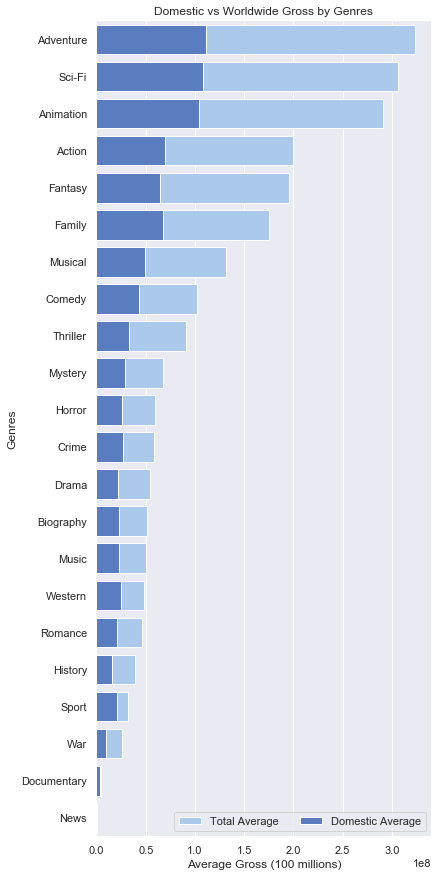 Domestic vs Worldwide Gross by Genres
Genres
Adventure
Sci-Fi
Animation
Action
Fantasy
Family
Musical
Comedy
Thriller
Mystery
Horror
Crime
Drama
Biography
Music
Western
Romance
History
Sport
War
Documentary
News
Total Average Domestic Average
0.0 0.5 1.0 1.5 2.0 2.5 3.0
1e8
Average Gross (100 millions)